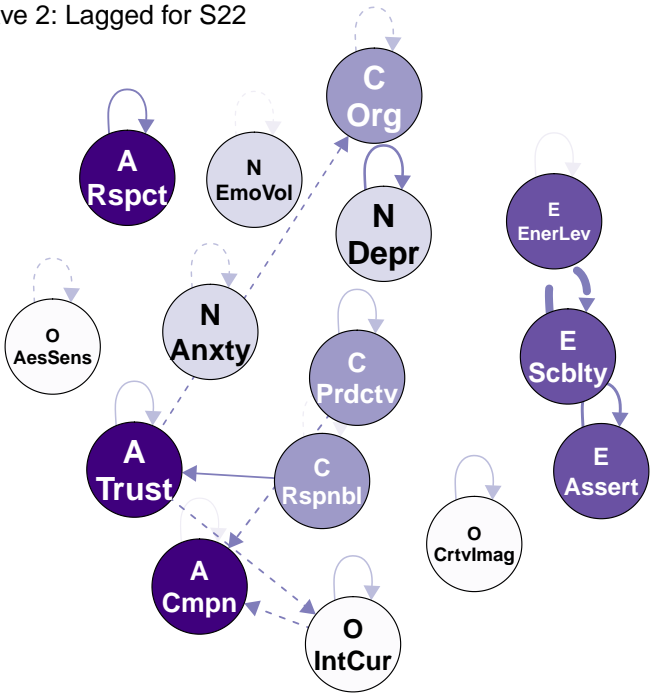 ve 2: Lagged for S22
C
Org
A
Rspct
N
EmoVol
N
Depr
E
EnerLev
N
Anxty
O
AesSens
C
Prdctv
E
Scblty
A
Trust
C
Rspnbl
E
Assert
O
CrtvImag
A
Cmpn
O
IntCur